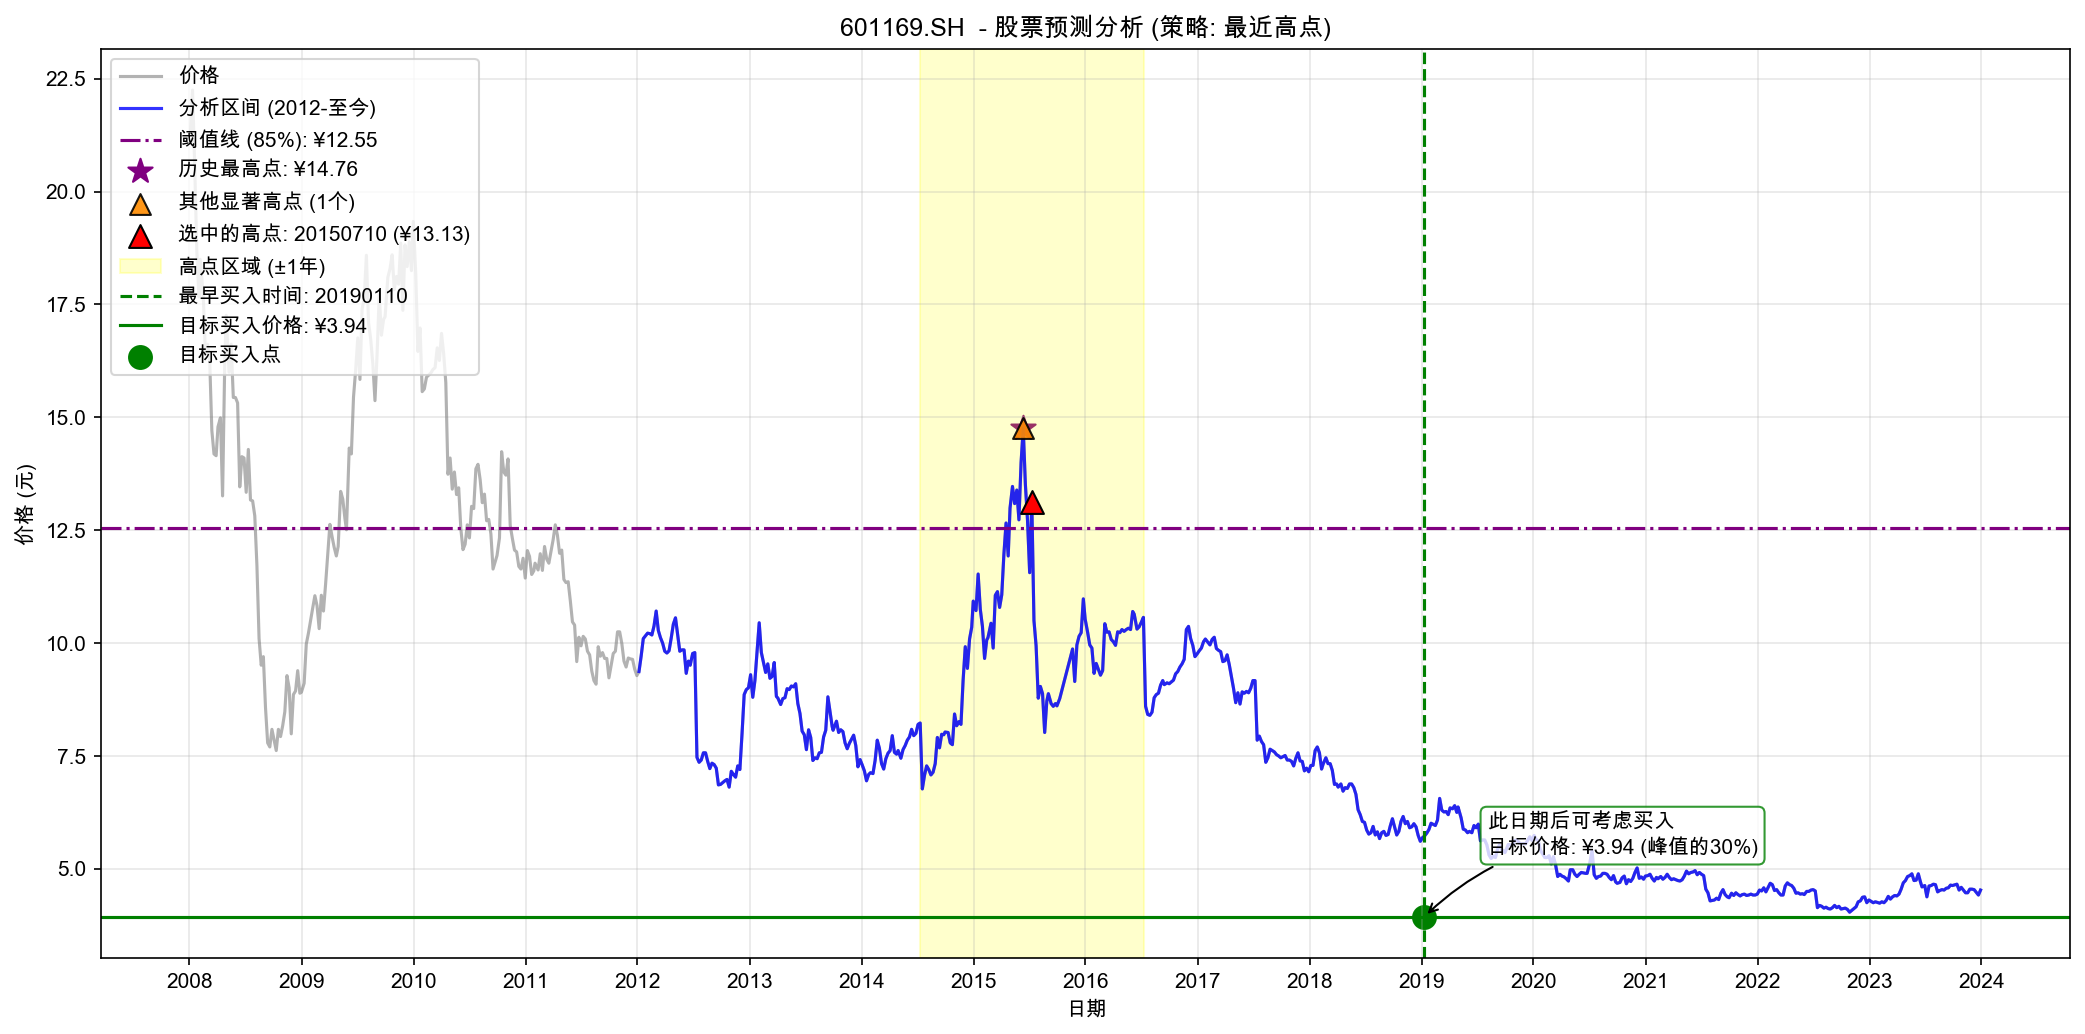 601169.SH - 股票预测分析 (策略: 最近高点)
价格
分析区间 (2012-至今)
阈值线 (85%): ¥12.55
历史最高点: ¥14.76
其他显著高点 (1个)
选中的高点: 20150710 (¥13.13)
高点区域 (±1年)
最早买入时间: 20190110
目标买入价格: ¥3.94
目标买入点
价格 (元)
22.5
20.0
17.5
15.0
12.5
10.0
7.5
5.0
此日期后可考虑买入
目标价格: ¥3.94 (峰值的30%)
2008 2009 2010 2011 2012 2013 2014 2015 2016 2017 2018 2019 2020 2021 2022 2023 2024
日期